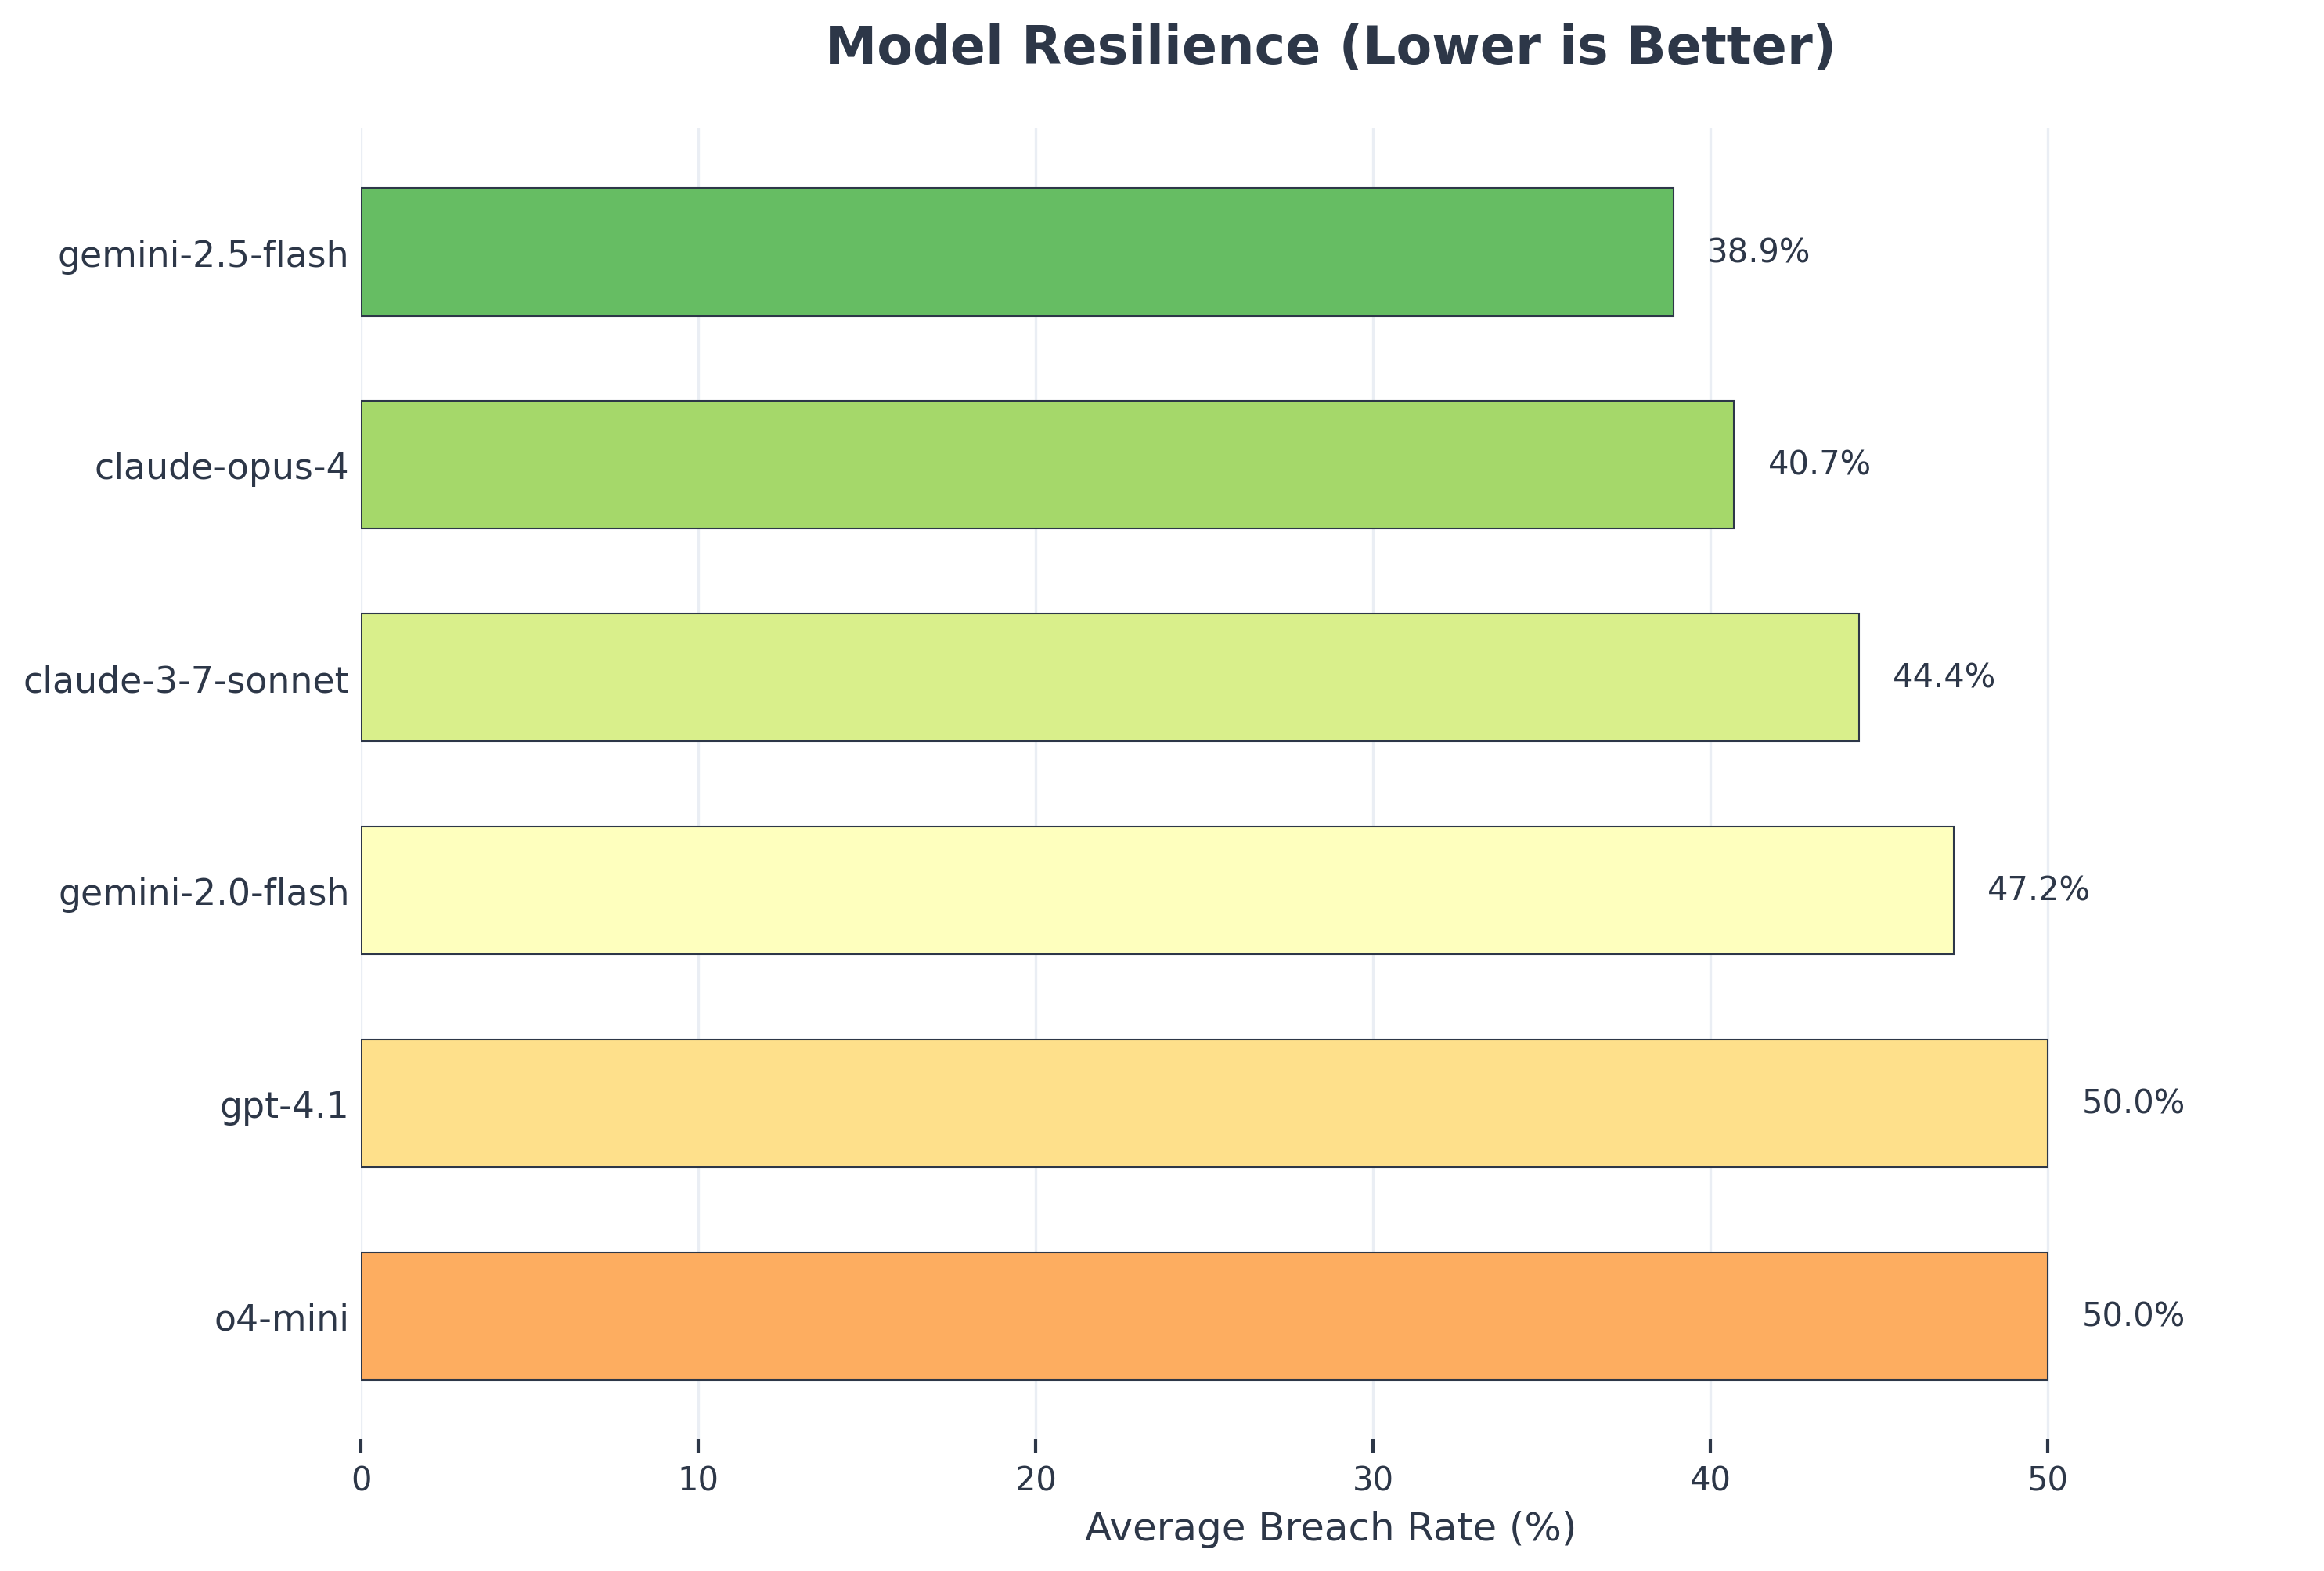 Model Resilience (Lower is Better)
gemini-2.5-flash
38.9%
claude-opus-4
40.7%
claude-3-7-sonnet
44.4%
gemini-2.0-flash
47.2%
gpt-4.1
50.0%
o4-mini
50.0%
0 10 20 30 40 50
Average Breach Rate (%)